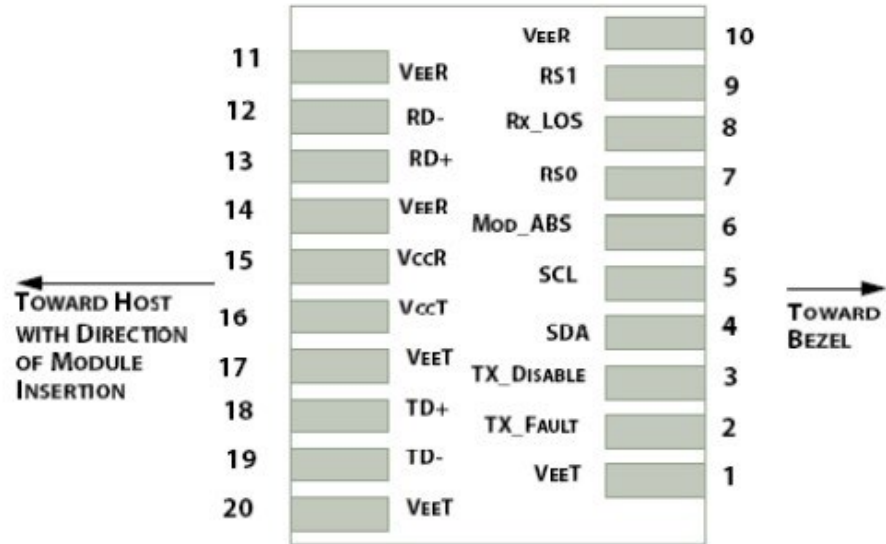 11 VEER
12 RD-
13 RD+
14 VEER
15 VCCR
16 VCCT
17 VEET
18 TD+
19 TD-
20 VEET
VEER 10
RS1 9
RX_LOS 8
RS0 7
MOD_ABS 6
SCL 5
SDA 4
TX_DISABLE 3
TX_FAULT 2
VEET 1
TOWARD HOST
WITH DIRECTION
OF MODULE
INSERTION
TOWARD
BEZEL